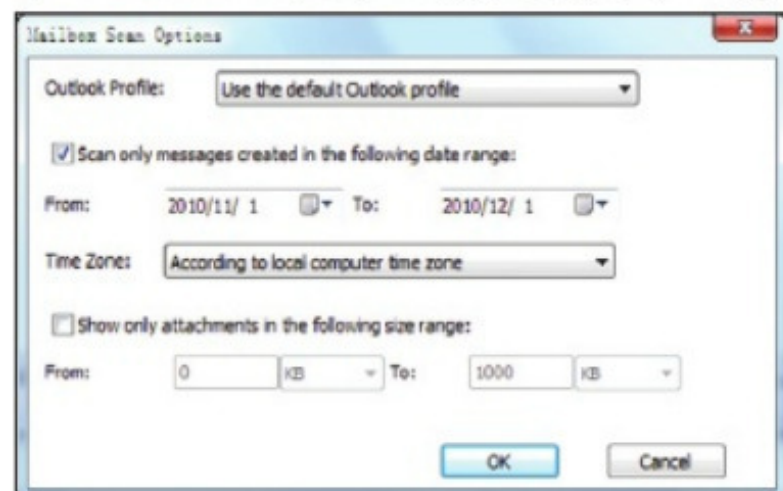 Mailbox Scan Options
Outlook Profile: Use the default Outlook profile
Scan only messages created in the following date range:
From: 2010/11/ 1 To: 2010/12/ 1
Time Zone: According to local computer time zone
Show only attachments in the following size range:
From: 0 KB To: 1000 KB
OK Cancel